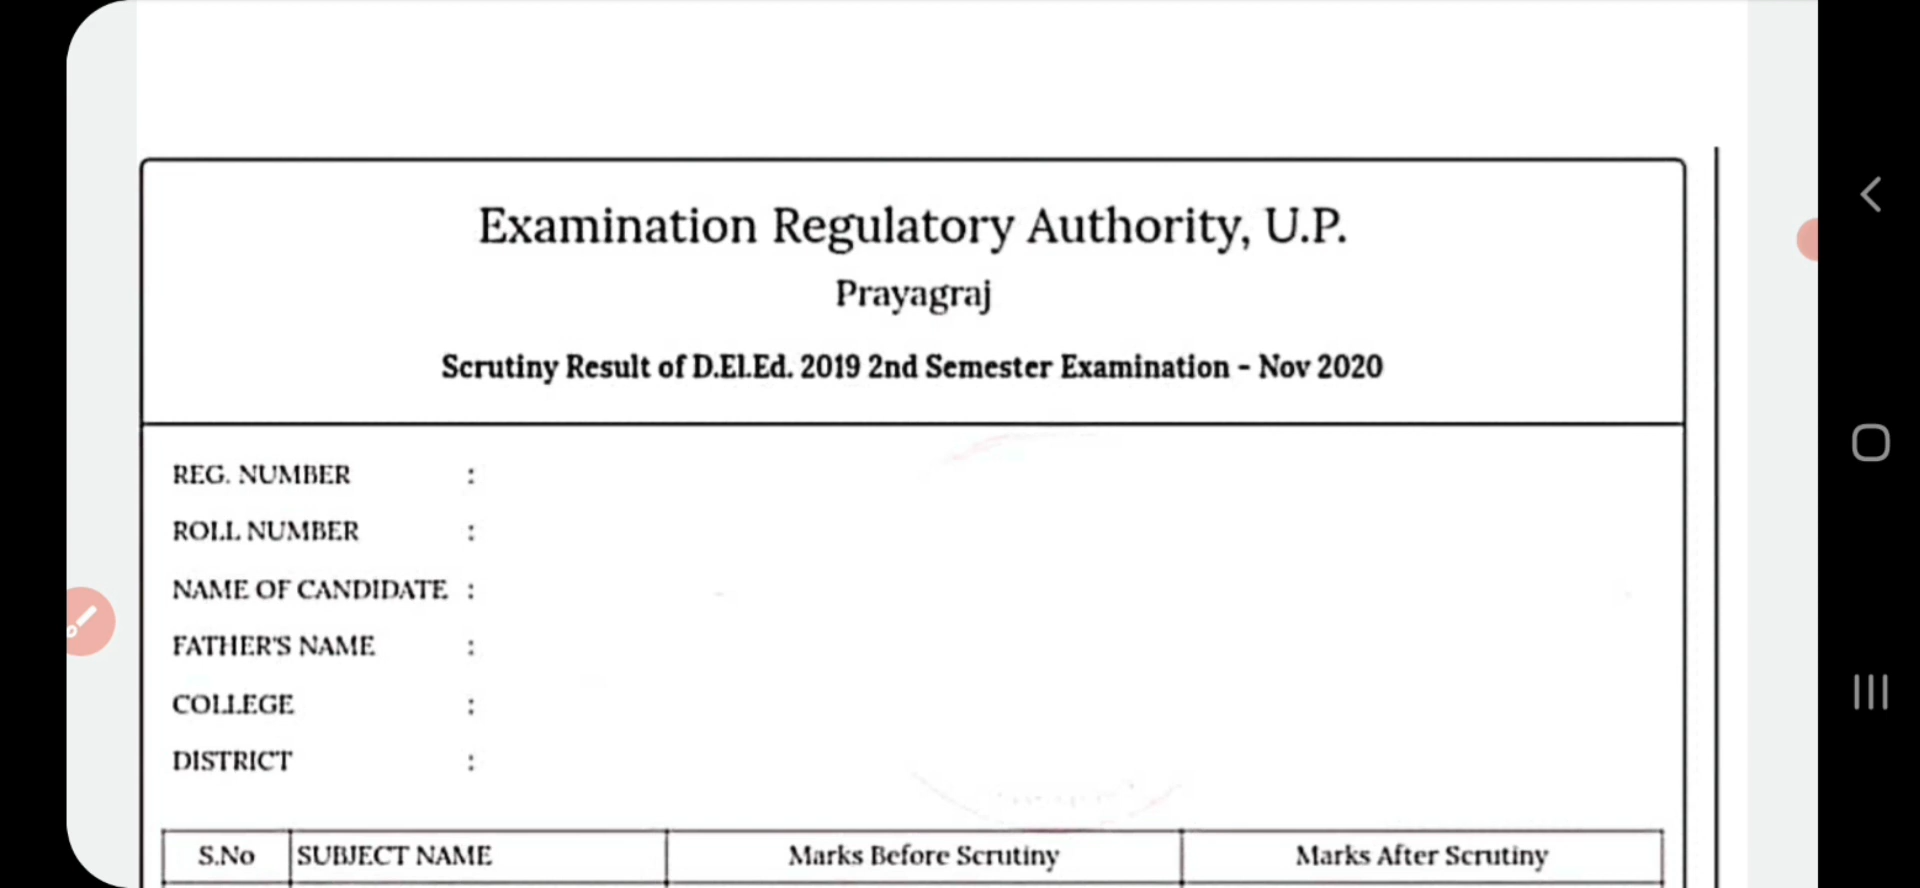 Examination Regulatory Authority, U.P.
Prayagraj
Scrutiny Result of D.El.Ed. 2019 2nd Semester Examination - Nov 2020
REG. NUMBER :
ROLL NUMBER :
NAME OF CANDIDATE :
FATHER'S NAME :
COLLEGE :
DISTRICT :
S.No SUBJECT NAME Marks Before Scrutiny Marks After Scrutiny